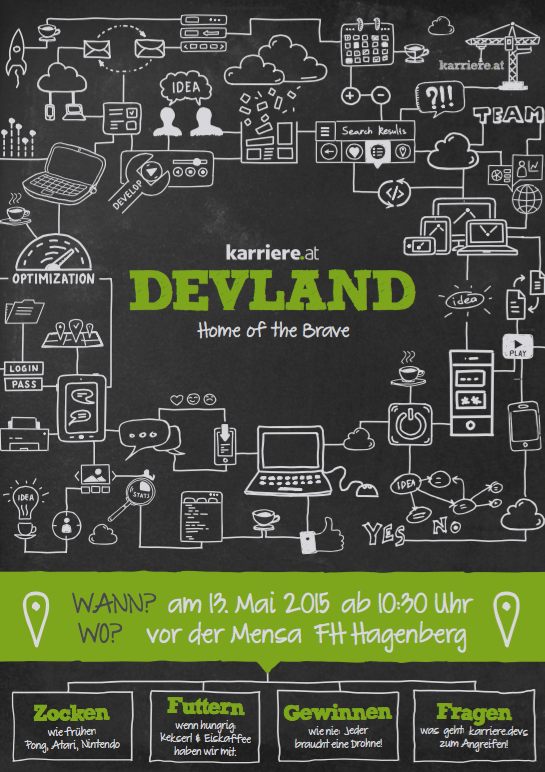 karriere.at
IDEA
?!!
TEAM
Search Results
DEVELOP
</>
OPTIMIZATION
karriere.at
DEVLAND
Home of the Brave
idea
PLAY
LOGIN
PASS
IDEA
STATS
IDEA
YES
NO
WANN? am 13. Mai 2015 ab 10:30 Uhr
WO? vor der Mensa FH Hagenberg
Zocken
wie früher:
Pong, Atari, Nintendo
Futtern
wenn hungrig:
Kekserl & Eiskaffee
haben wir mit.
Gewinnen
wie nie: Jeder
braucht eine Drohne!
Fragen
was geht: karriere.devs
zum Angreifen!